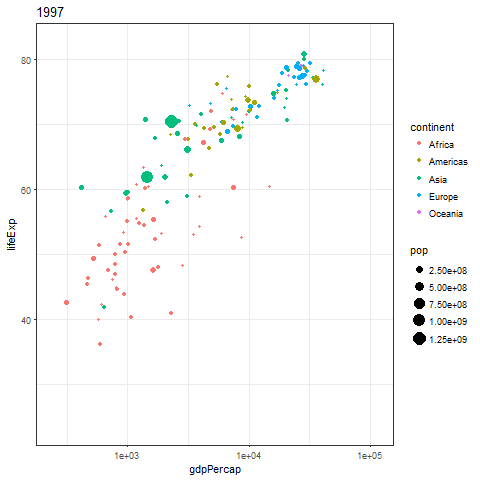 1997
80
60
40
lifeExp
1e+03
1e+04
1e+05
gdpPercap
continent
Africa
Americas
Asia
Europe
Oceania
pop
2.50e+08
5.00e+08
7.50e+08
1.00e+09
1.25e+09